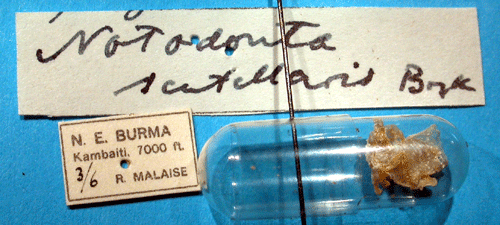 Notodonta
scutellaris Bryk
N. E. BURMA
Kambaiti. 7000 ft.
3/6 R. MALAISE